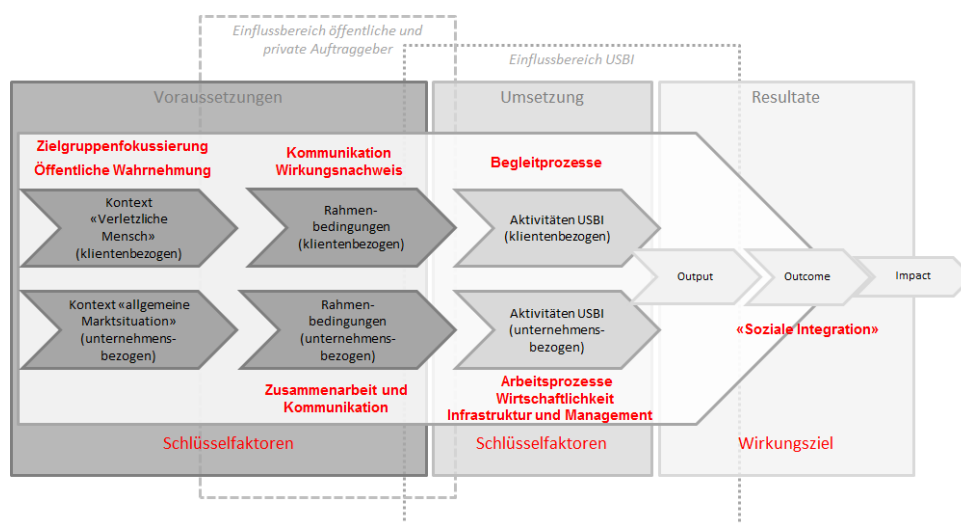 Einflussbereich öffentliche und
private Auftraggeber
Einflussbereich USBI
Voraussetzungen
Umsetzung
Resultate
Zielgruppenfokussierung
Öffentliche Wahrnehmung
Kommunikation
Wirkungsnachweis
Begleitprozesse
Kontext
«Verletzliche
Mensch»
(klientenbezogen)
Rahmen-
bedingungen
(klientenbezogen)
Aktivitäten USBI
(klientenbezogen)
Output
Outcome
Impact
Kontext «allgemeine
Marktsituation»
(unternehmens-
bezogen)
Rahmen-
bedingungen
(unternehmens-
bezogen)
Aktivitäten USBI
(unternehmens-
bezogen)
«Soziale Integration»
Zusammenarbeit und
Kommunikation
Arbeitsprozesse
Wirtschaftlichkeit
Infrastruktur und Management
Schlüsselfaktoren
Schlüsselfaktoren
Wirkungsziel